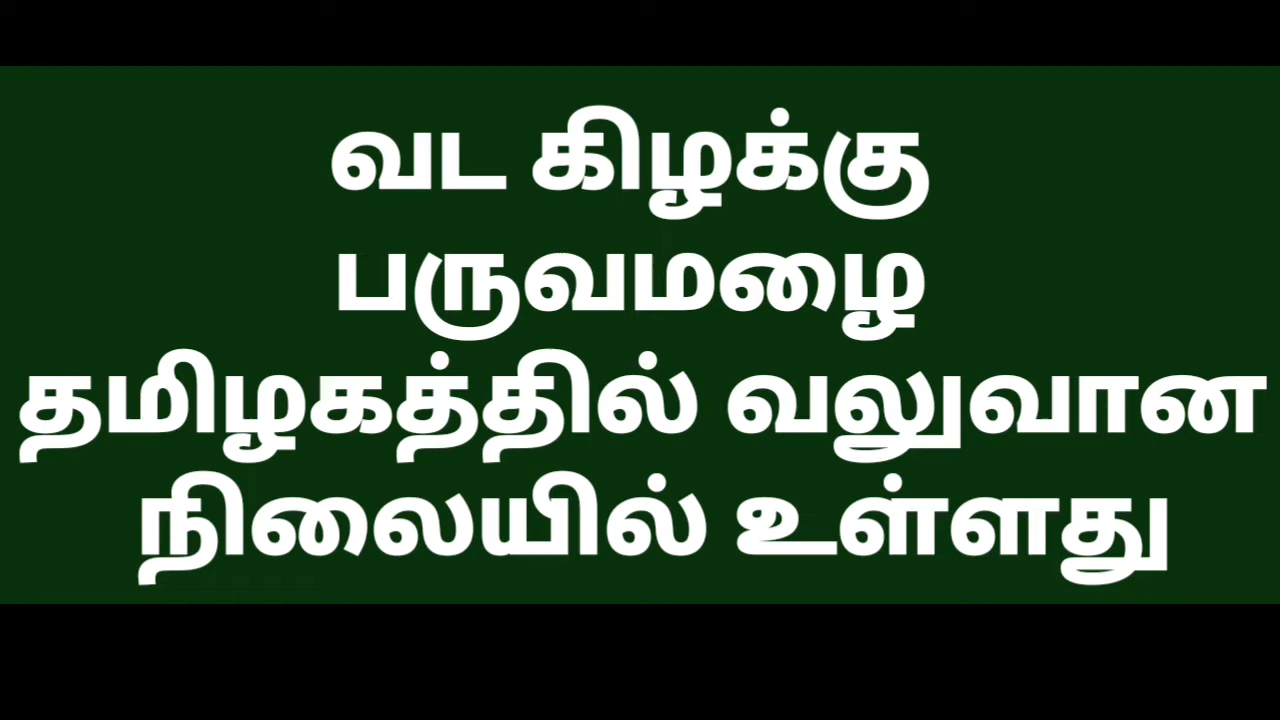 வட கிழக்கு
பருவமழை
தமிழகத்தில் வலுவான
நிலையில் உள்ளது